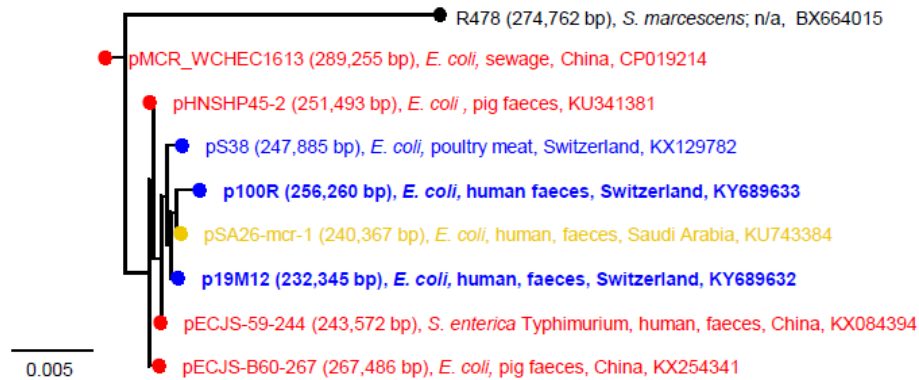 R478 (274,762 bp), S. marcescens; n/a, BX664015
pMCR_WCHEC1613 (289,255 bp), E. coli, sewage, China, CP019214
pHNSHP45-2 (251,493 bp), E. coli , pig faeces, KU341381
pS38 (247,885 bp), E. coli, poultry meat, Switzerland, KX129782
p100R (256,260 bp), E. coli, human faeces, Switzerland, KY689633
pSA26-mcr-1 (240,367 bp), E. coli, human, faeces, Saudi Arabia, KU743384
p19M12 (232,345 bp), E. coli, human, faeces, Switzerland, KY689632
pECJS-59-244 (243,572 bp), S. enterica Typhimurium, human, faeces, China, KX084394
pECJS-B60-267 (267,486 bp), E. coli, pig faeces, China, KX254341
0.005